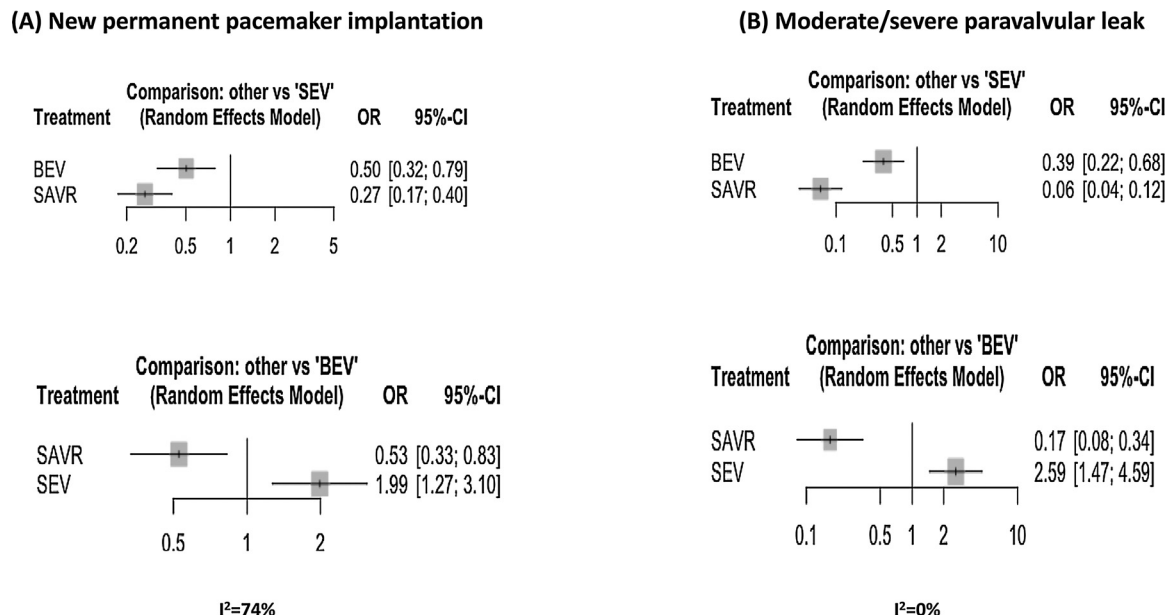 (A) New permanent pacemaker implantation
Comparison: other vs 'SEV'
Treatment (Random Effects Model) OR 95%-CI
BEV 0.50 [0.32; 0.79]
SAVR 0.27 [0.17; 0.40]
0.2 0.5 1 2 5
Comparison: other vs 'BEV'
Treatment (Random Effects Model) OR 95%-CI
SAVR 0.53 [0.33; 0.83]
SEV 1.99 [1.27; 3.10]
0.5 1 2
I²=74%
(B) Moderate/severe paravalvular leak
Comparison: other vs 'SEV'
Treatment (Random Effects Model) OR 95%-CI
BEV 0.39 [0.22; 0.68]
SAVR 0.06 [0.04; 0.12]
0.1 0.5 1 2 10
Comparison: other vs 'BEV'
Treatment (Random Effects Model) OR 95%-CI
SAVR 0.17 [0.08; 0.34]
SEV 2.59 [1.47; 4.59]
0.1 0.5 1 2 10
I²=0%